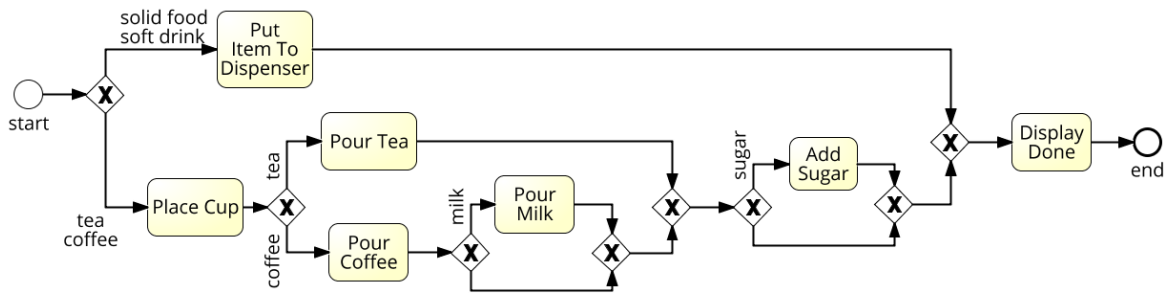 solid food
soft drink
Put
Item To
Dispenser
start
tea
coffee
Place Cup
tea
coffee
Pour Tea
Pour
Coffee
milk
Pour
Milk
sugar
Add
Sugar
Display
Done
end